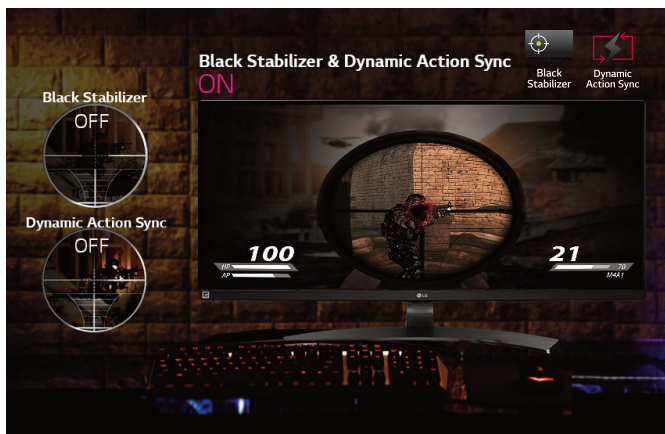 Black Stabilizer & Dynamic Action Sync
ON
Black
Stabilizer
Dynamic
Action Sync
Black Stabilizer
OFF
Dynamic Action Sync
OFF
100
HP
AP
21
70
M4A1
LG